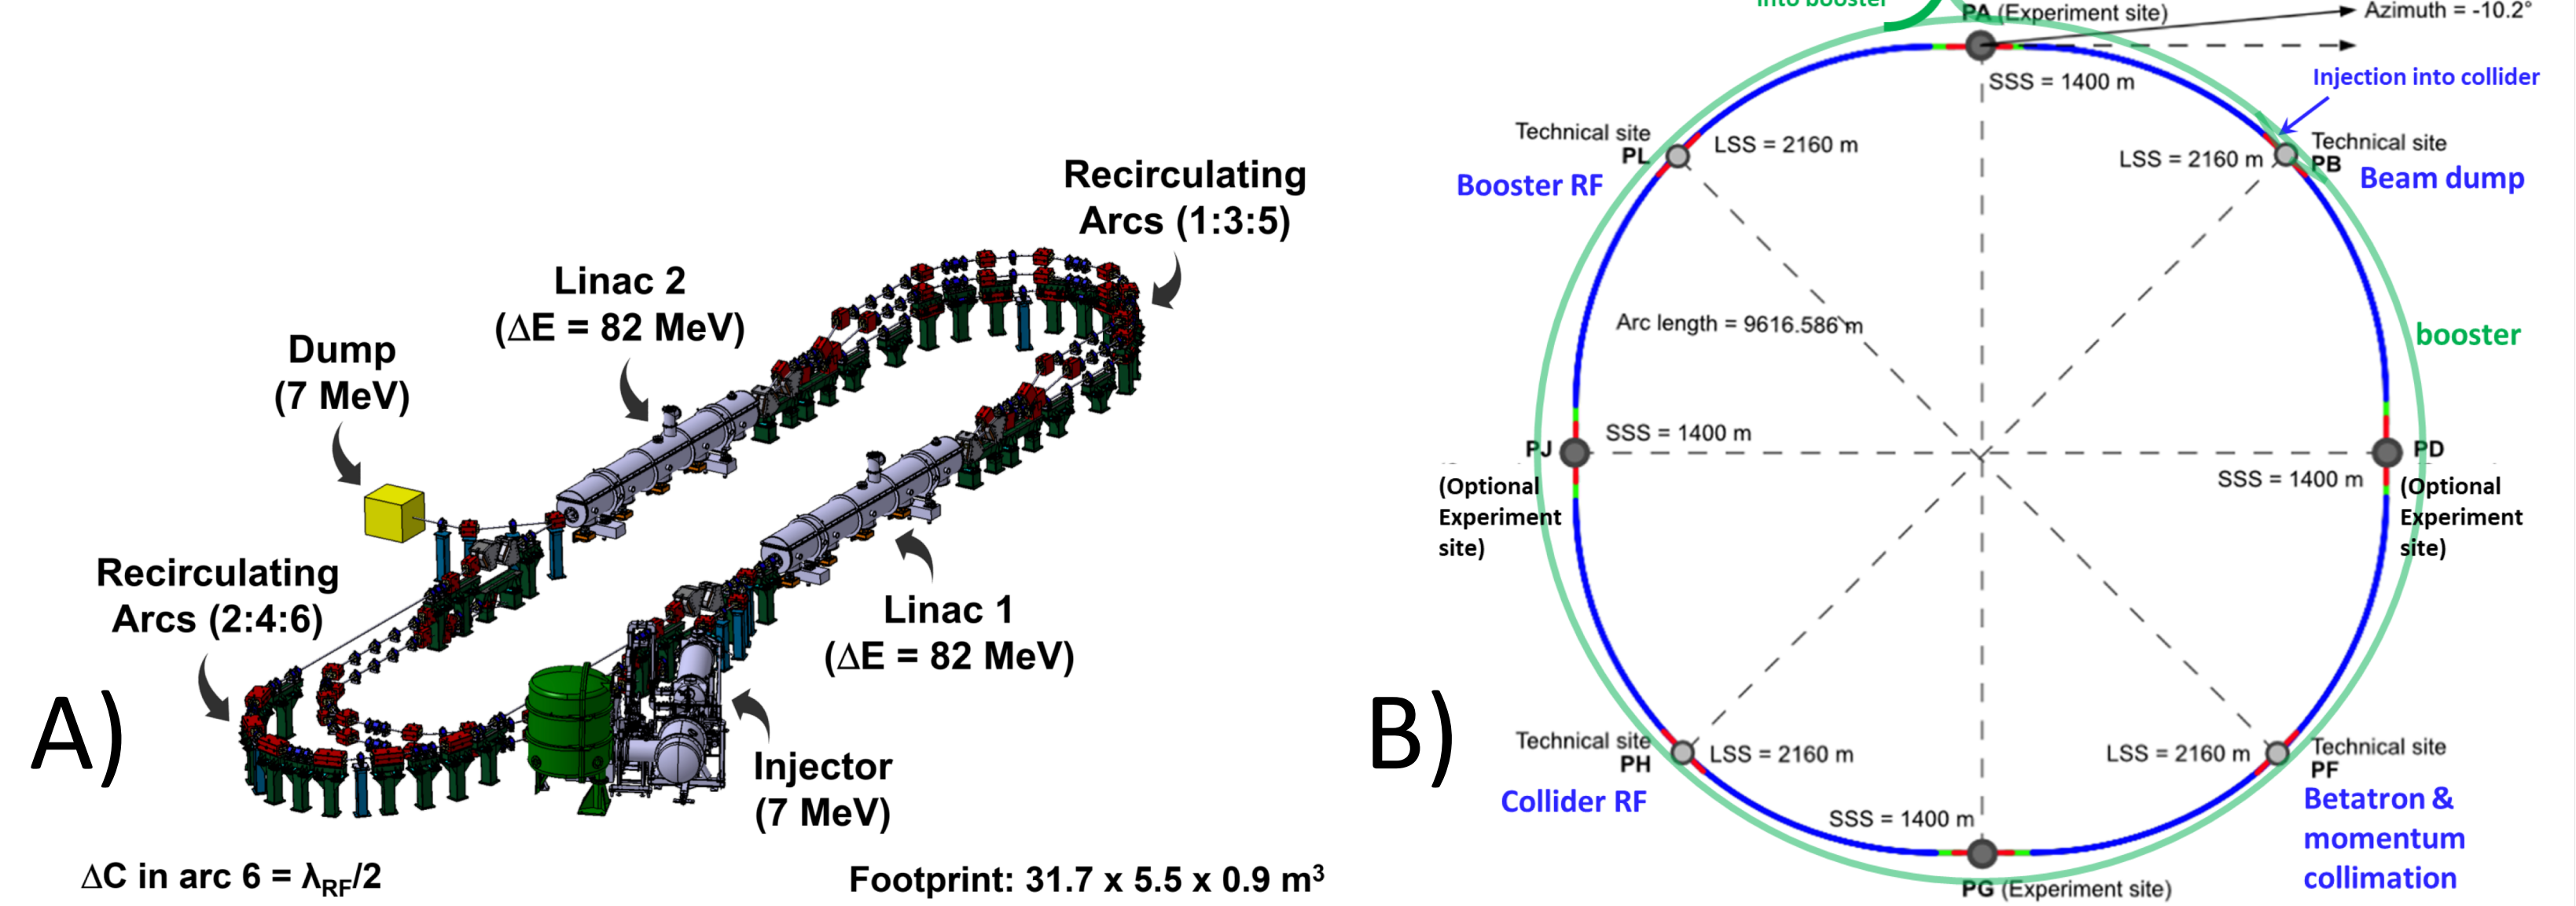 Recirculating
Arcs (1:3:5)
Linac 2
(ΔE = 82 MeV)
Dump
(7 MeV)
Recirculating
Arcs (2:4:6)
Linac 1
(ΔE = 82 MeV)
A)
Injector
(7 MeV)
ΔC in arc 6 = λRF/2
Footprint: 31.7 x 5.5 x 0.9 m³
into booster
PA (Experiment site)
Azimuth = -10.2°
SSS = 1400 m
Injection into collider
Technical site
PL
LSS = 2160 m
Booster RF
LSS = 2160 m
Technical site
PB
Beam dump
Arc length = 9616.586 m
booster
PJ
SSS = 1400 m
(Optional
Experiment
site)
PD
SSS = 1400 m
(Optional
Experiment
site)
B)
Technical site
PH
LSS = 2160 m
Collider RF
LSS = 2160 m
Technical site
PF
Betatron &
momentum
collimation
SSS = 1400 m
PG (Experiment site)